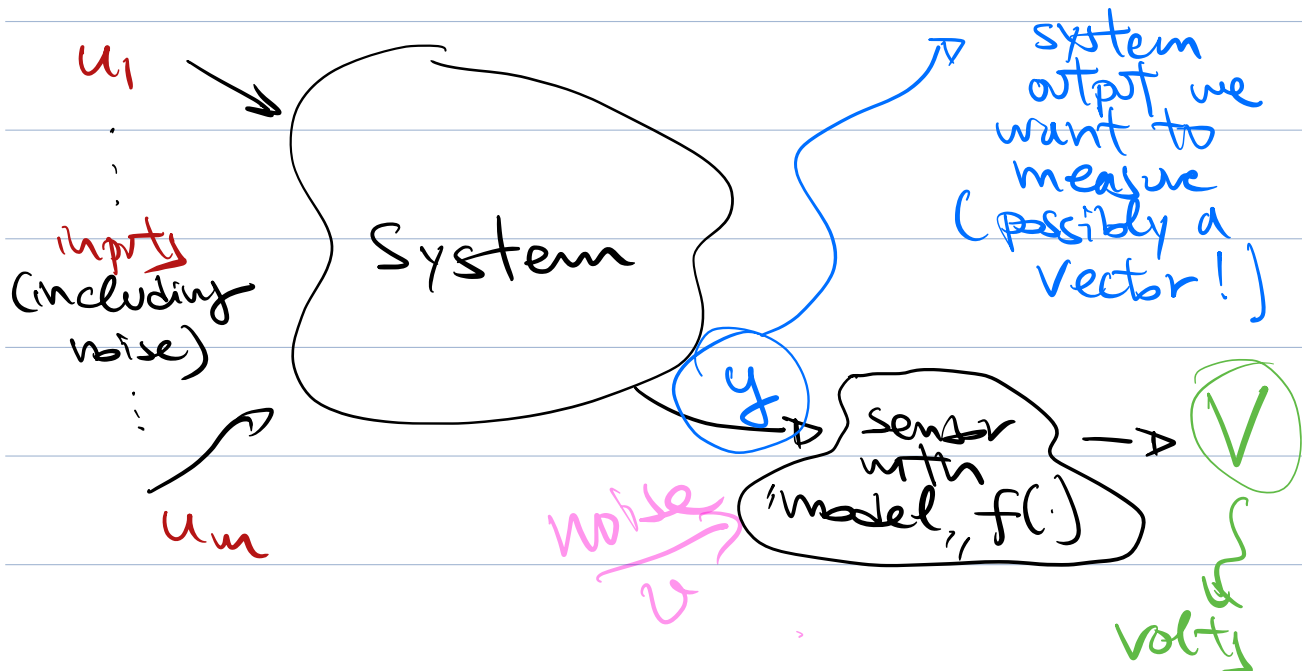 u₁
inputs
(including
noise)
uₘ
System
system
output we
want to
measure
(possibly a
vector!)
y
sensor
with
"model" f(.)
noise
v
V
volts